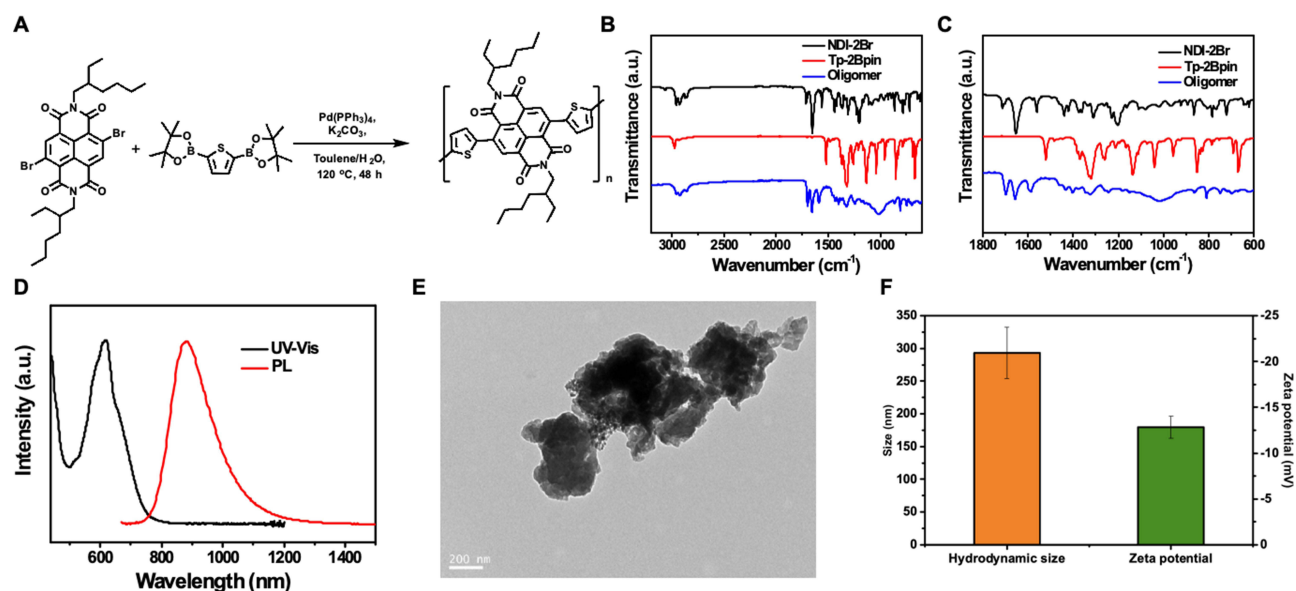 A
N
O
O
Br
Br
O
O
N
+
O
B
O
S
O
B
O
Pd(PPh3)4,
K2CO3,
Toulene/H2O,
120 °C, 48 h
N
O
O
S
S
O
O
N
n
B
Transmittance (a.u.)
NDI-2Br
Tp-2Bpin
Oligomer
3000 2500 2000 1500 1000
Wavenumber (cm-1)
C
Transmittance (a.u.)
NDI-2Br
Tp-2Bpin
Oligomer
1800 1600 1400 1200 1000 800 600
Wavenumber (cm-1)
D
Intensity (a.u.)
UV-Vis
PL
600 800 1000 1200 1400
Wavelength (nm)
E
200 nm
F
Size (nm)
350
300
250
200
150
100
50
0
Hydrodynamic size Zeta potential
-25
-20
-15
-10
-5
0
Zeta potential (mV)